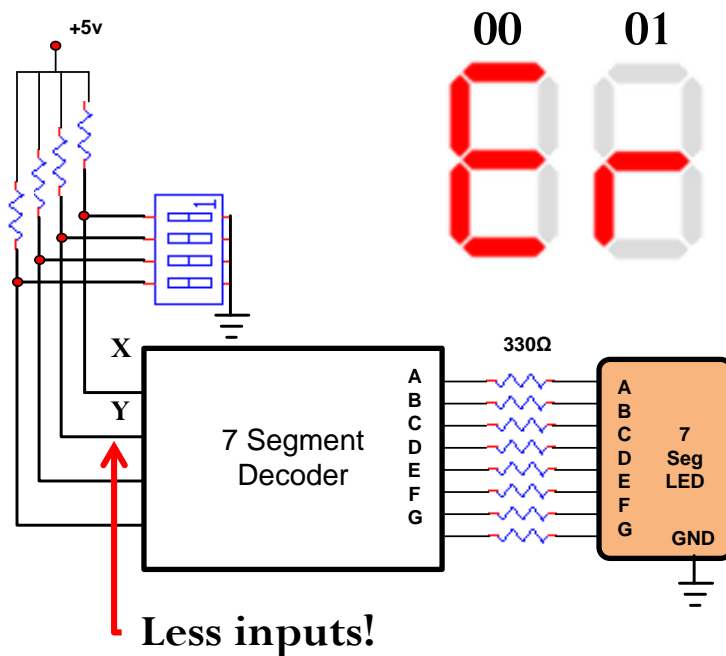 +5v
00 01
1
X
Y
7 Segment
Decoder
A
B
C
D
E
F
G
330Ω
A
B
C
D
E
F
G
7
Seg
LED
GND
Less inputs!